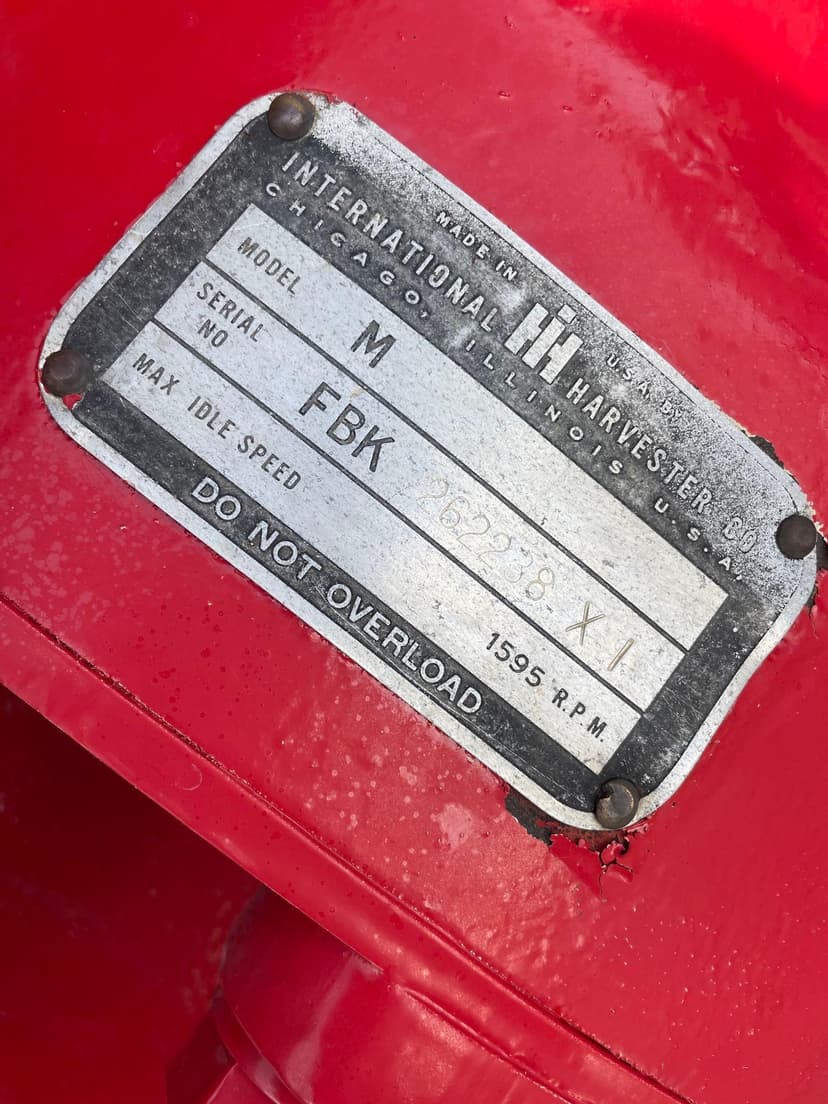 MADE IN U.S.A. BY
INTERNATIONAL IH HARVESTER CO
CHICAGO, ILLINOIS U.S.A.
MODEL M
SERIAL NO FBK 262238 X1
MAX IDLE SPEED 1595 R.P.M.
DO NOT OVERLOAD